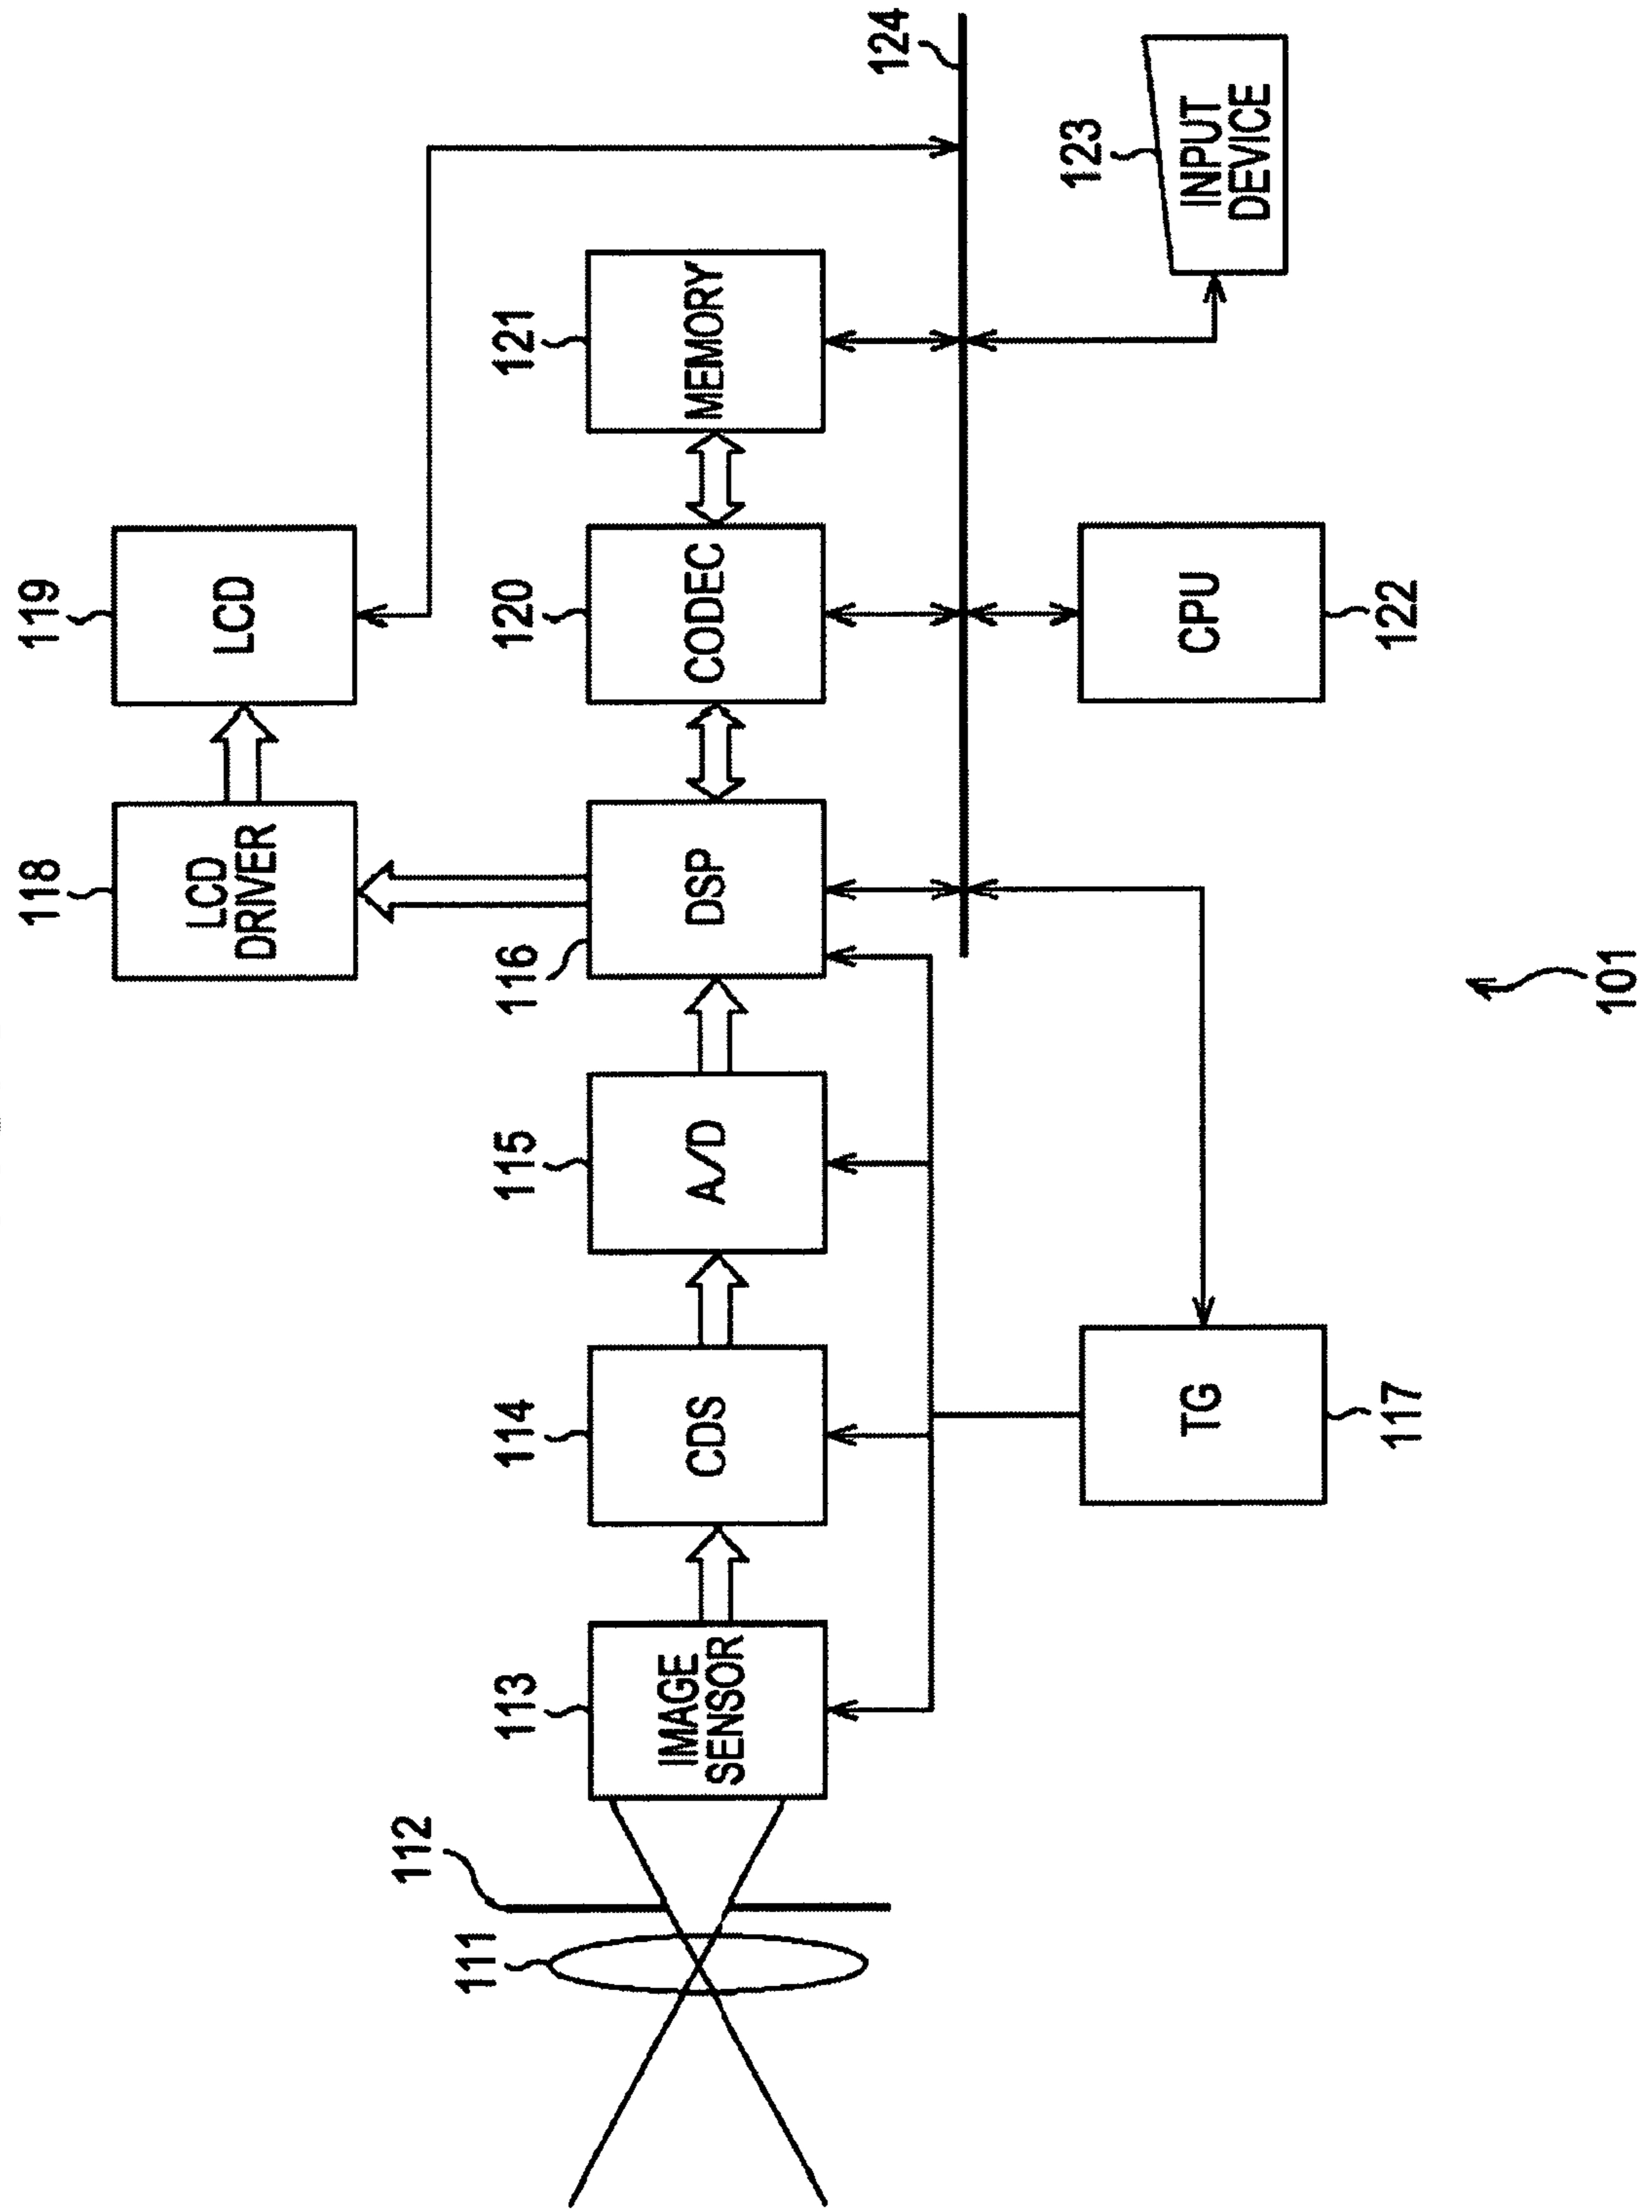 118
119
LCD
DRIVER
LCD
111
112
113
114
115
116
120
121
IMAGE
SENSOR
CDS
A/D
DSP
CODEC
MEMORY
124
TG
117
CPU
122
123
INPUT
DEVICE
101